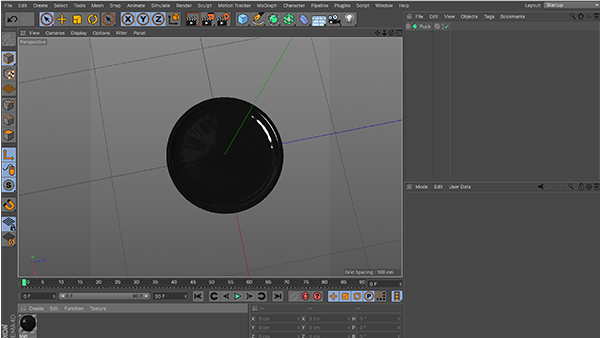 File Edit Create Select Tools Mesh Snap Animate Simulate Render Sculpt Motion Tracker MoGraph Character Pipeline Plugins Script Window Help
Layout: Startup
View Cameras Display Options Filter Panel
Perspective
File Edit View Objects Tags Bookmarks
Puck
Mode Edit User Data
Grid Spacing : 100 cm
0 5 10 15 20 25 30 35 40 45 50 55 60 65 70 75 80 85 90
0 F
0 F
90 F
90 F
Create Edit Function Texture
Mat
X 0 cm X 0 cm H 0 °
Y 0 cm Y 0 cm P 0 °
Z 0 cm Z 0 cm B 0 °